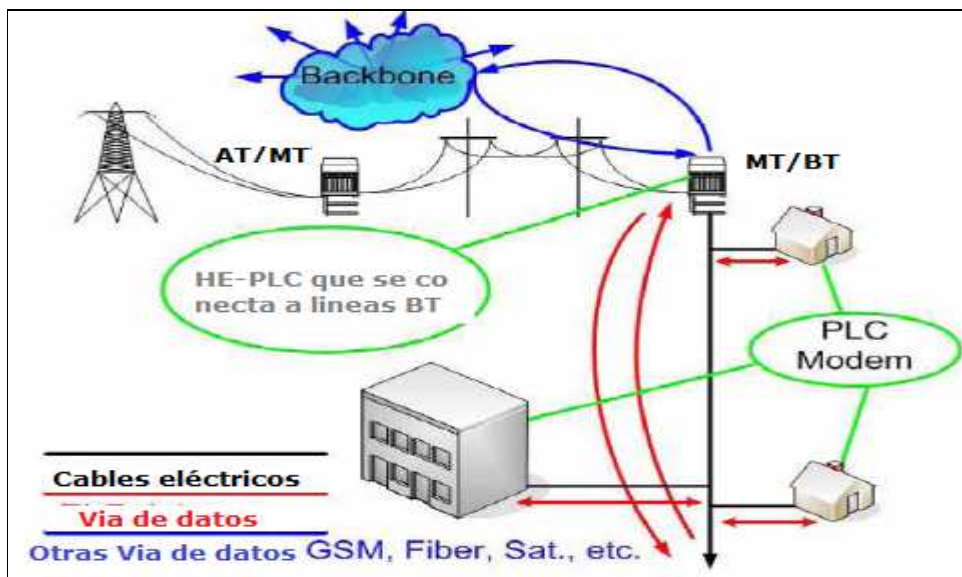 Backbone
AT/MT
MT/BT
HE-PLC que se co
necta a lineas BT
PLC
Modem
Cables eléctricos
Via de datos
Otras Via de datos GSM, Fiber, Sat., etc.